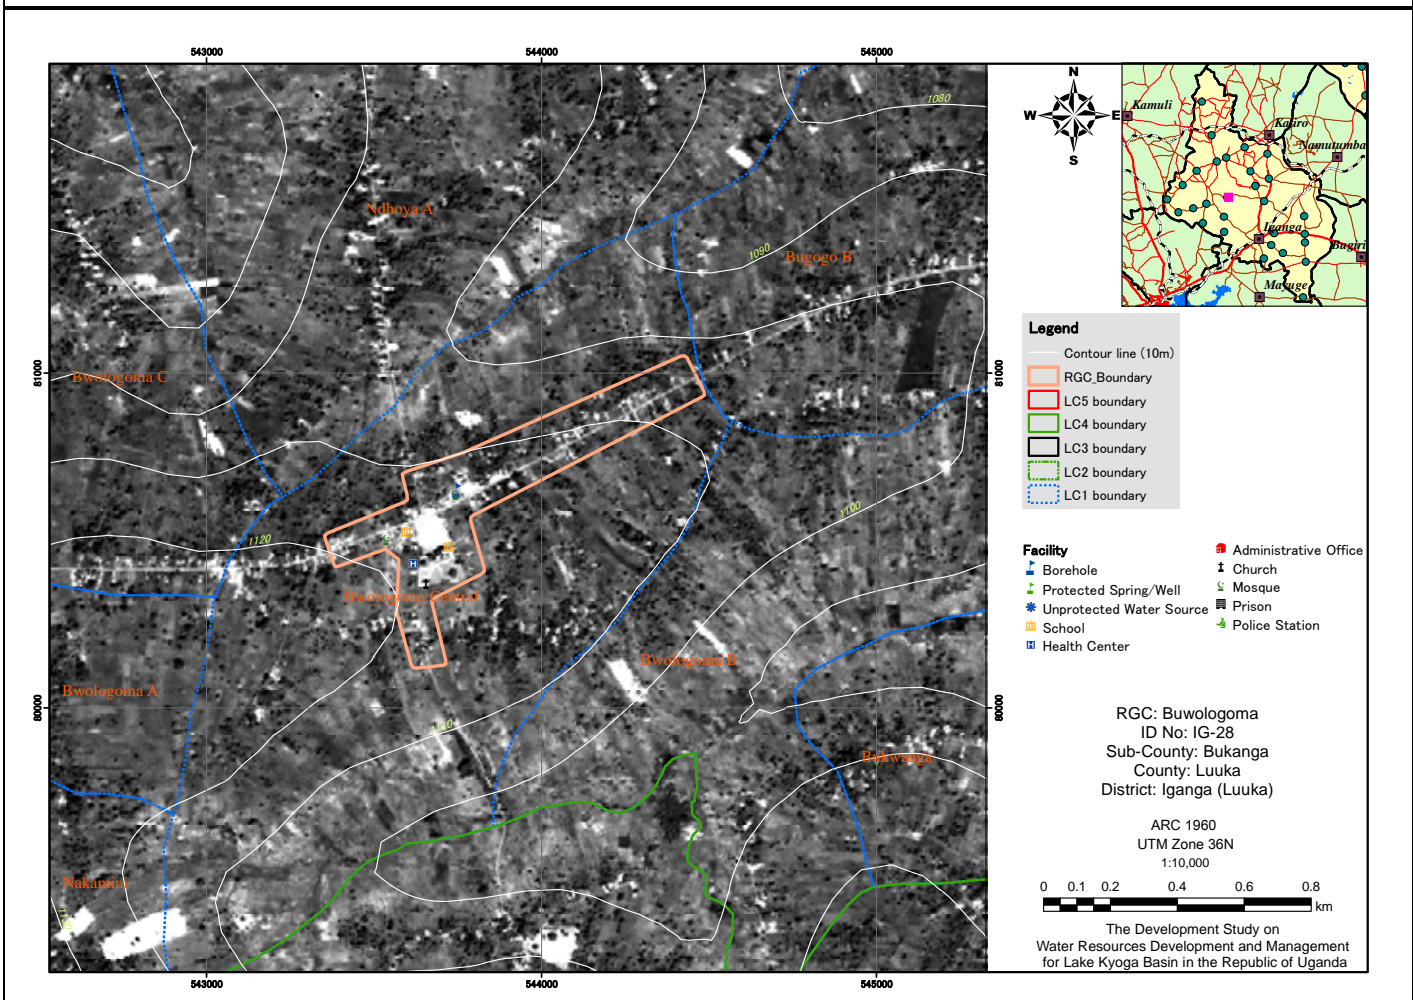 543000
544000
545000
81000
80000
81000
80000
543000
544000
545000
1080
1090
1100
1110
1120
Ndhoya A
Bugogo B
Bwologoma C
Bwologoma Central
Bwologoma A
Bwologoma B
Bukwanga
Nakamini
N
W
E
S
Kamuli
Kaliro
Namutumba
Iganga
Bugiri
Mayuge
Legend
Contour line (10m)
RGC_Boundary
LC5 boundary
LC4 boundary
LC3 boundary
LC2 boundary
LC1 boundary
Facility
Borehole
Protected Spring/Well
Unprotected Water Source
School
Health Center
Administrative Office
Church
Mosque
Prison
Police Station
RGC: Buwologoma
ID No: IG-28
Sub-County: Bukanga
County: Luuka
District: Iganga (Luuka)
ARC 1960
UTM Zone 36N
1:10,000
0 0.1 0.2 0.4 0.6 0.8
km
The Development Study on
Water Resources Development and Management
for Lake Kyoga Basin in the Republic of Uganda